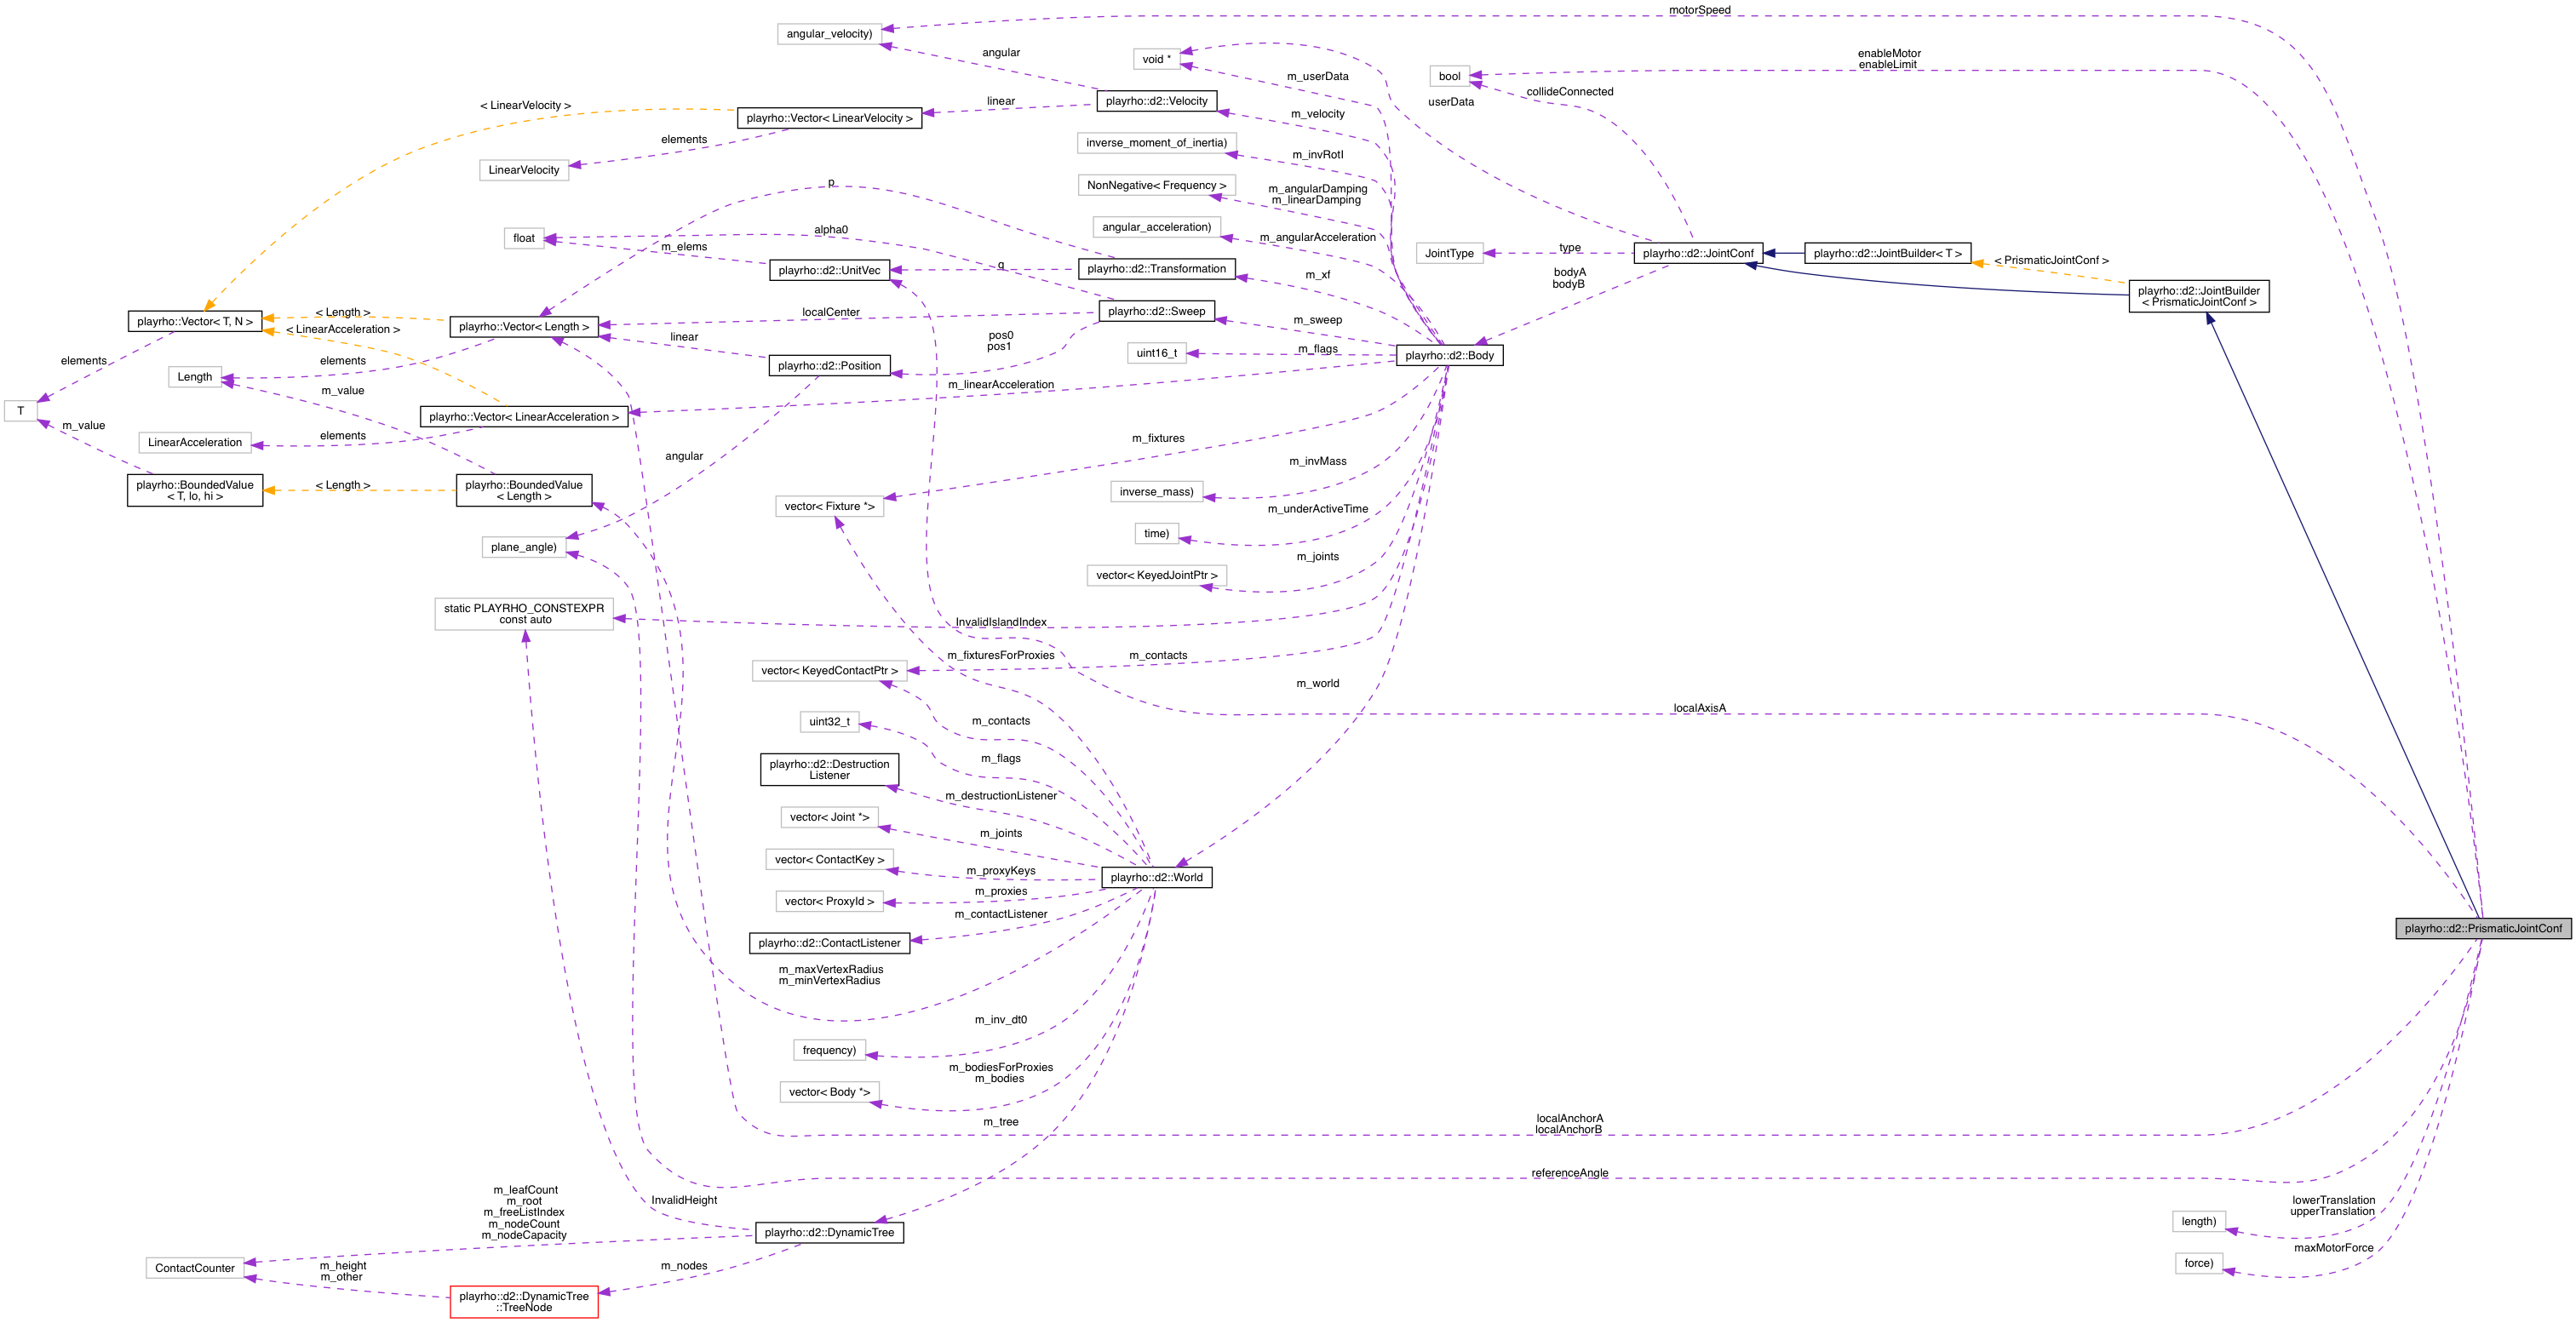 motorSpeed
angular_velocity)
angular
void *
enableMotor
enableLimit
bool
m_userData
userData
collideConnected
< LinearVelocity >
linear
playrho::d2::Velocity
playrho::Vector< LinearVelocity >
m_velocity
elements
inverse_moment_of_inertia)
m_invRotI
LinearVelocity
p
NonNegative< Frequency >
m_angularDamping
m_linearDamping
float
alpha0
m_elems
angular_acceleration)
m_angularAcceleration
JointType
type
playrho::d2::JointConf
playrho::d2::JointBuilder< T >
< PrismaticJointConf >
playrho::d2::UnitVec
q
playrho::d2::Transformation
m_xf
bodyA
bodyB
playrho::d2::JointBuilder
< PrismaticJointConf >
playrho::Vector< T, N >
< Length >
< LinearAcceleration >
playrho::Vector< Length >
localCenter
playrho::d2::Sweep
m_sweep
linear
pos0
pos1
uint16_t
m_flags
playrho::d2::Body
elements
elements
Length
playrho::d2::Position
m_value
m_linearAcceleration
T
m_value
playrho::Vector< LinearAcceleration >
LinearAcceleration
elements
m_fixtures
angular
m_invMass
playrho::BoundedValue
< T, lo, hi >
< Length >
playrho::BoundedValue
< Length >
inverse_mass)
vector< Fixture *>
m_underActiveTime
time)
plane_angle)
m_joints
vector< KeyedJointPtr >
static PLAYRHO_CONSTEXPR
const auto
InvalidIslandIndex
m_fixturesForProxies
m_contacts
vector< KeyedContactPtr >
m_world
localAxisA
uint32_t
m_contacts
m_flags
playrho::d2::Destruction
Listener
m_destructionListener
vector< Joint *>
m_joints
vector< ContactKey >
m_proxyKeys
playrho::d2::World
vector< ProxyId >
m_proxies
m_contactListener
playrho::d2::ContactListener
playrho::d2::PrismaticJointConf
m_maxVertexRadius
m_minVertexRadius
m_inv_dt0
frequency)
m_bodiesForProxies
m_bodies
vector< Body *>
m_tree
localAnchorA
localAnchorB
referenceAngle
m_leafCount
m_root
m_freeListIndex
m_nodeCount
m_nodeCapacity
InvalidHeight
lowerTranslation
upperTranslation
length)
playrho::d2::DynamicTree
maxMotorForce
force)
ContactCounter
m_height
m_other
m_nodes
playrho::d2::DynamicTree
::TreeNode